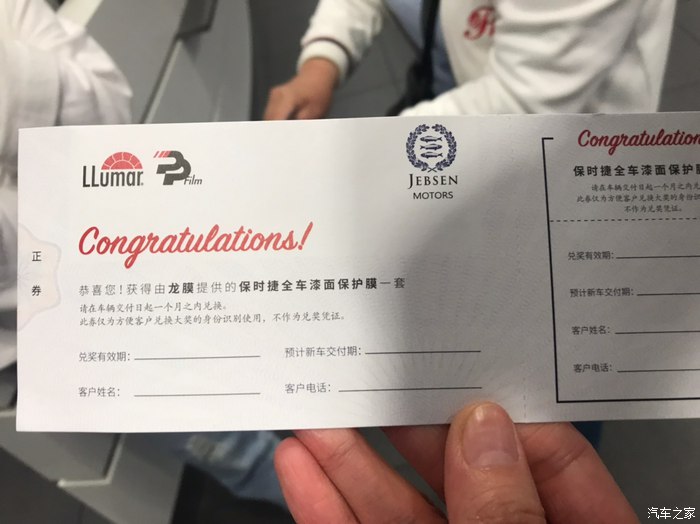 LLumar
PP Film
JEBSEN
MOTORS
正
券
Congratulations!
恭喜您!获得由龙膜提供的保时捷全车漆面保护膜一套
请在车辆交付日起一个月之内兑换。
此券仅为方便客户兑换大奖的身份识别使用,不作为兑奖凭证。
兑奖有效期:
预计新车交付期:
客户姓名:
客户电话:
Congratulation
保时捷全车漆面保护膜
请在车辆交付日起一个月之内
此券仅为方便客户兑换大奖的身份识
不作为兑奖凭证。
兑奖有效期:
预计新车交付期:
客户姓名:
客户电话:
汽车之家